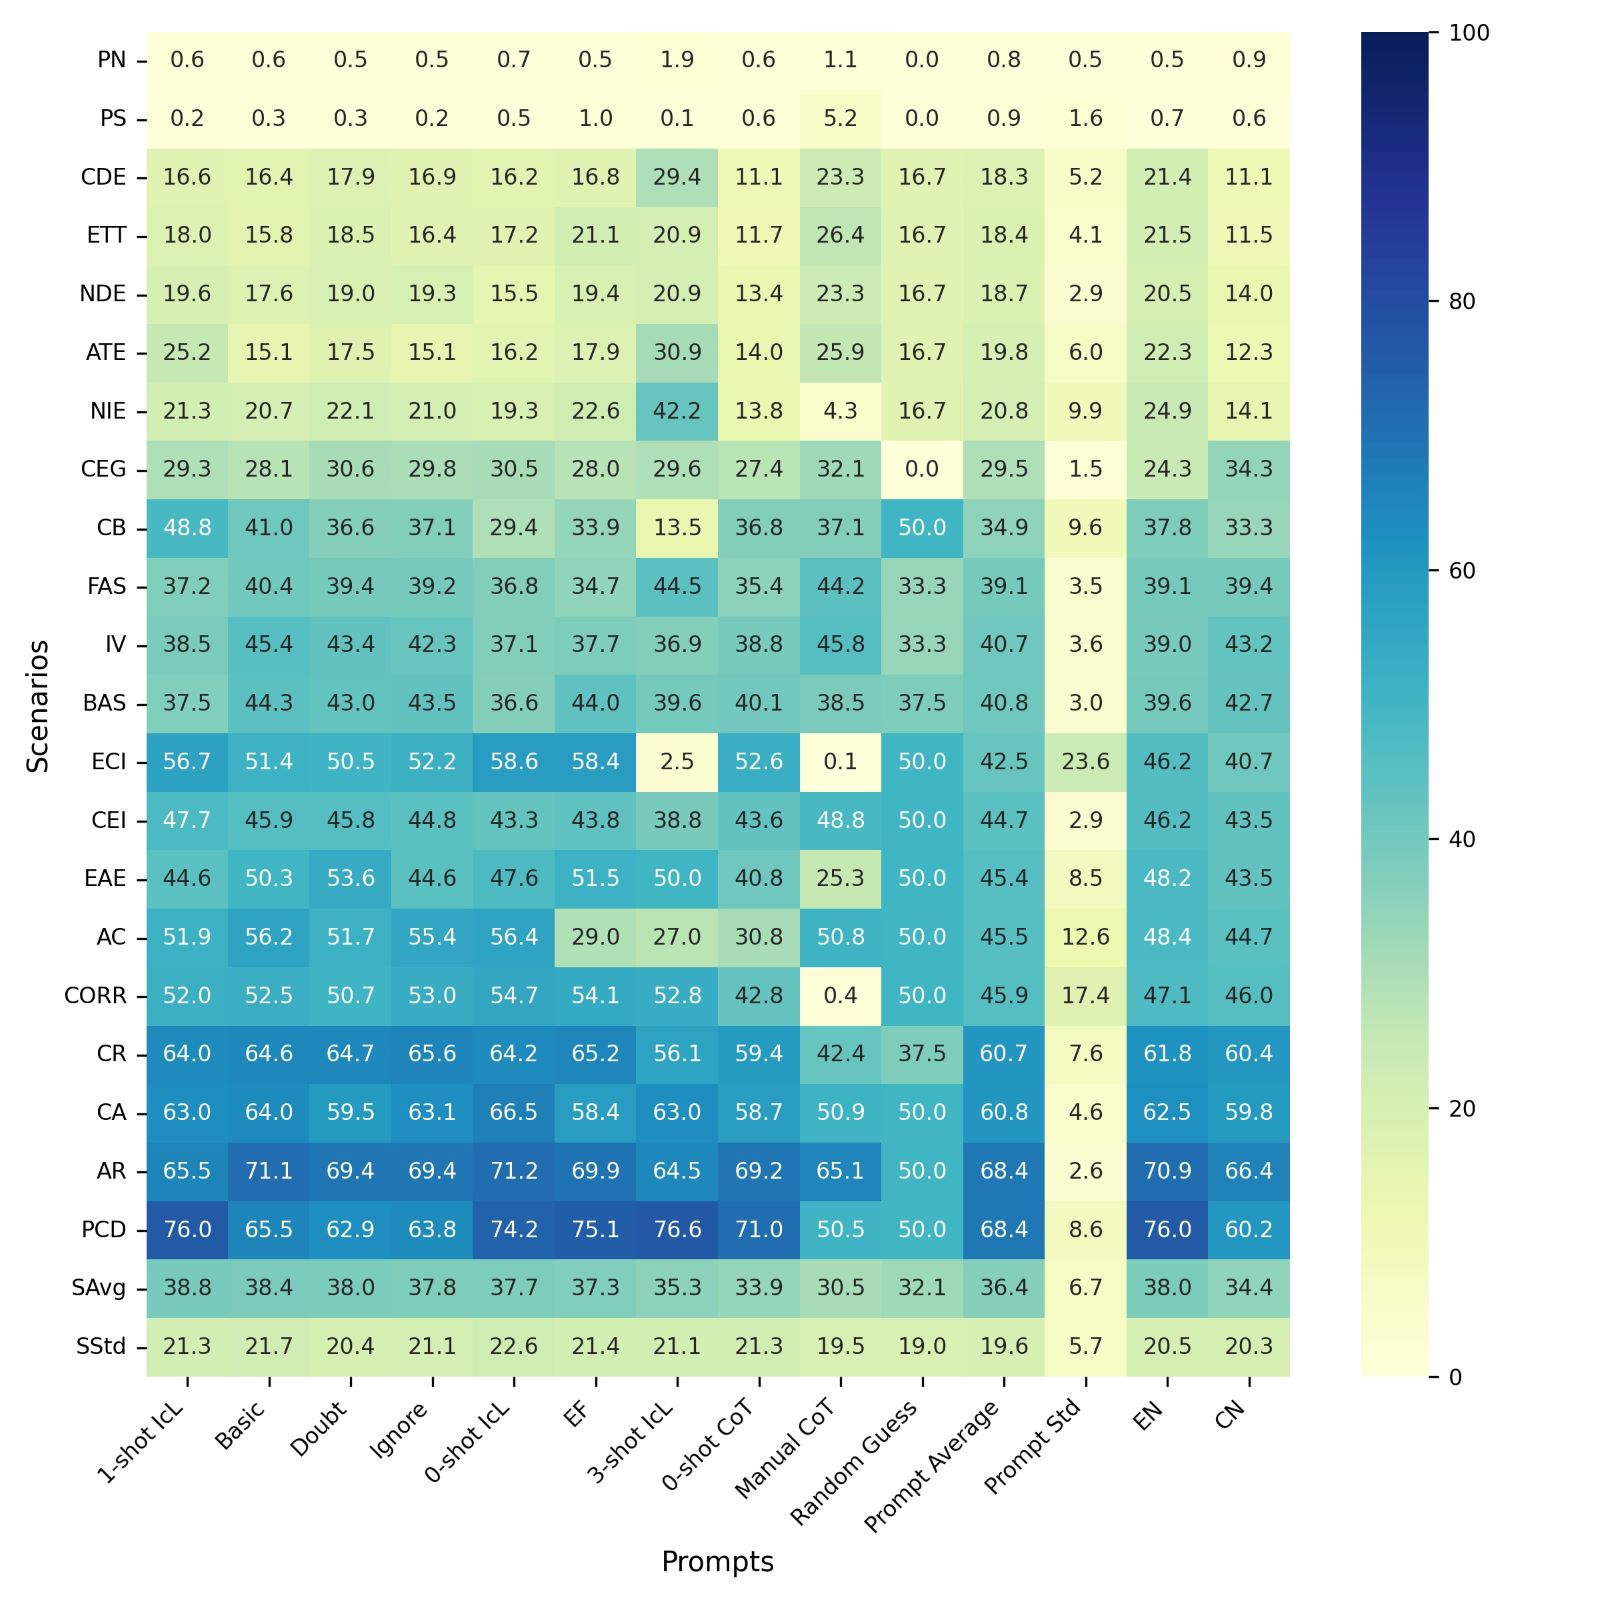 PN 0.6 0.6 0.5 0.5 0.7 0.5 1.9 0.6 1.1 0.0 0.8 0.5 0.5 0.9
PS 0.2 0.3 0.3 0.2 0.5 1.0 0.1 0.6 5.2 0.0 0.9 1.6 0.7 0.6
CDE 16.6 16.4 17.9 16.9 16.2 16.8 29.4 11.1 23.3 16.7 18.3 5.2 21.4 11.1
ETT 18.0 15.8 18.5 16.4 17.2 21.1 20.9 11.7 26.4 16.7 18.4 4.1 21.5 11.5
NDE 19.6 17.6 19.0 19.3 15.5 19.4 20.9 13.4 23.3 16.7 18.7 2.9 20.5 14.0
ATE 25.2 15.1 17.5 15.1 16.2 17.9 30.9 14.0 25.9 16.7 19.8 6.0 22.3 12.3
NIE 21.3 20.7 22.1 21.0 19.3 22.6 42.2 13.8 4.3 16.7 20.8 9.9 24.9 14.1
CEG 29.3 28.1 30.6 29.8 30.5 28.0 29.6 27.4 32.1 0.0 29.5 1.5 24.3 34.3
CB 48.8 41.0 36.6 37.1 29.4 33.9 13.5 36.8 37.1 50.0 34.9 9.6 37.8 33.3
FAS 37.2 40.4 39.4 39.2 36.8 34.7 44.5 35.4 44.2 33.3 39.1 3.5 39.1 39.4
IV 38.5 45.4 43.4 42.3 37.1 37.7 36.9 38.8 45.8 33.3 40.7 3.6 39.0 43.2
BAS 37.5 44.3 43.0 43.5 36.6 44.0 39.6 40.1 38.5 37.5 40.8 3.0 39.6 42.7
ECI 56.7 51.4 50.5 52.2 58.6 58.4 2.5 52.6 0.1 50.0 42.5 23.6 46.2 40.7
CEI 47.7 45.9 45.8 44.8 43.3 43.8 38.8 43.6 48.8 50.0 44.7 2.9 46.2 43.5
EAE 44.6 50.3 53.6 44.6 47.6 51.5 50.0 40.8 25.3 50.0 45.4 8.5 48.2 43.5
AC 51.9 56.2 51.7 55.4 56.4 29.0 27.0 30.8 50.8 50.0 45.5 12.6 48.4 44.7
CORR 52.0 52.5 50.7 53.0 54.7 54.1 52.8 42.8 0.4 50.0 45.9 17.4 47.1 46.0
CR 64.0 64.6 64.7 65.6 64.2 65.2 56.1 59.4 42.4 37.5 60.7 7.6 61.8 60.4
CA 63.0 64.0 59.5 63.1 66.5 58.4 63.0 58.7 50.9 50.0 60.8 4.6 62.5 59.8
AR 65.5 71.1 69.4 69.4 71.2 69.9 64.5 69.2 65.1 50.0 68.4 2.6 70.9 66.4
PCD 76.0 65.5 62.9 63.8 74.2 75.1 76.6 71.0 50.5 50.0 68.4 8.6 76.0 60.2
SAvg 38.8 38.4 38.0 37.8 37.7 37.3 35.3 33.9 30.5 32.1 36.4 6.7 38.0 34.4
SStd 21.3 21.7 20.4 21.1 22.6 21.4 21.1 21.3 19.5 19.0 19.6 5.7 20.5 20.3
1-shot IcL
Basic
Doubt
Ignore
0-shot IcL
EF
3-shot IcL
0-shot CoT
Manual CoT
Random Guess
Prompt Average
Prompt Std
EN
CN
Prompts
Scenarios
100
80
60
40
20
0